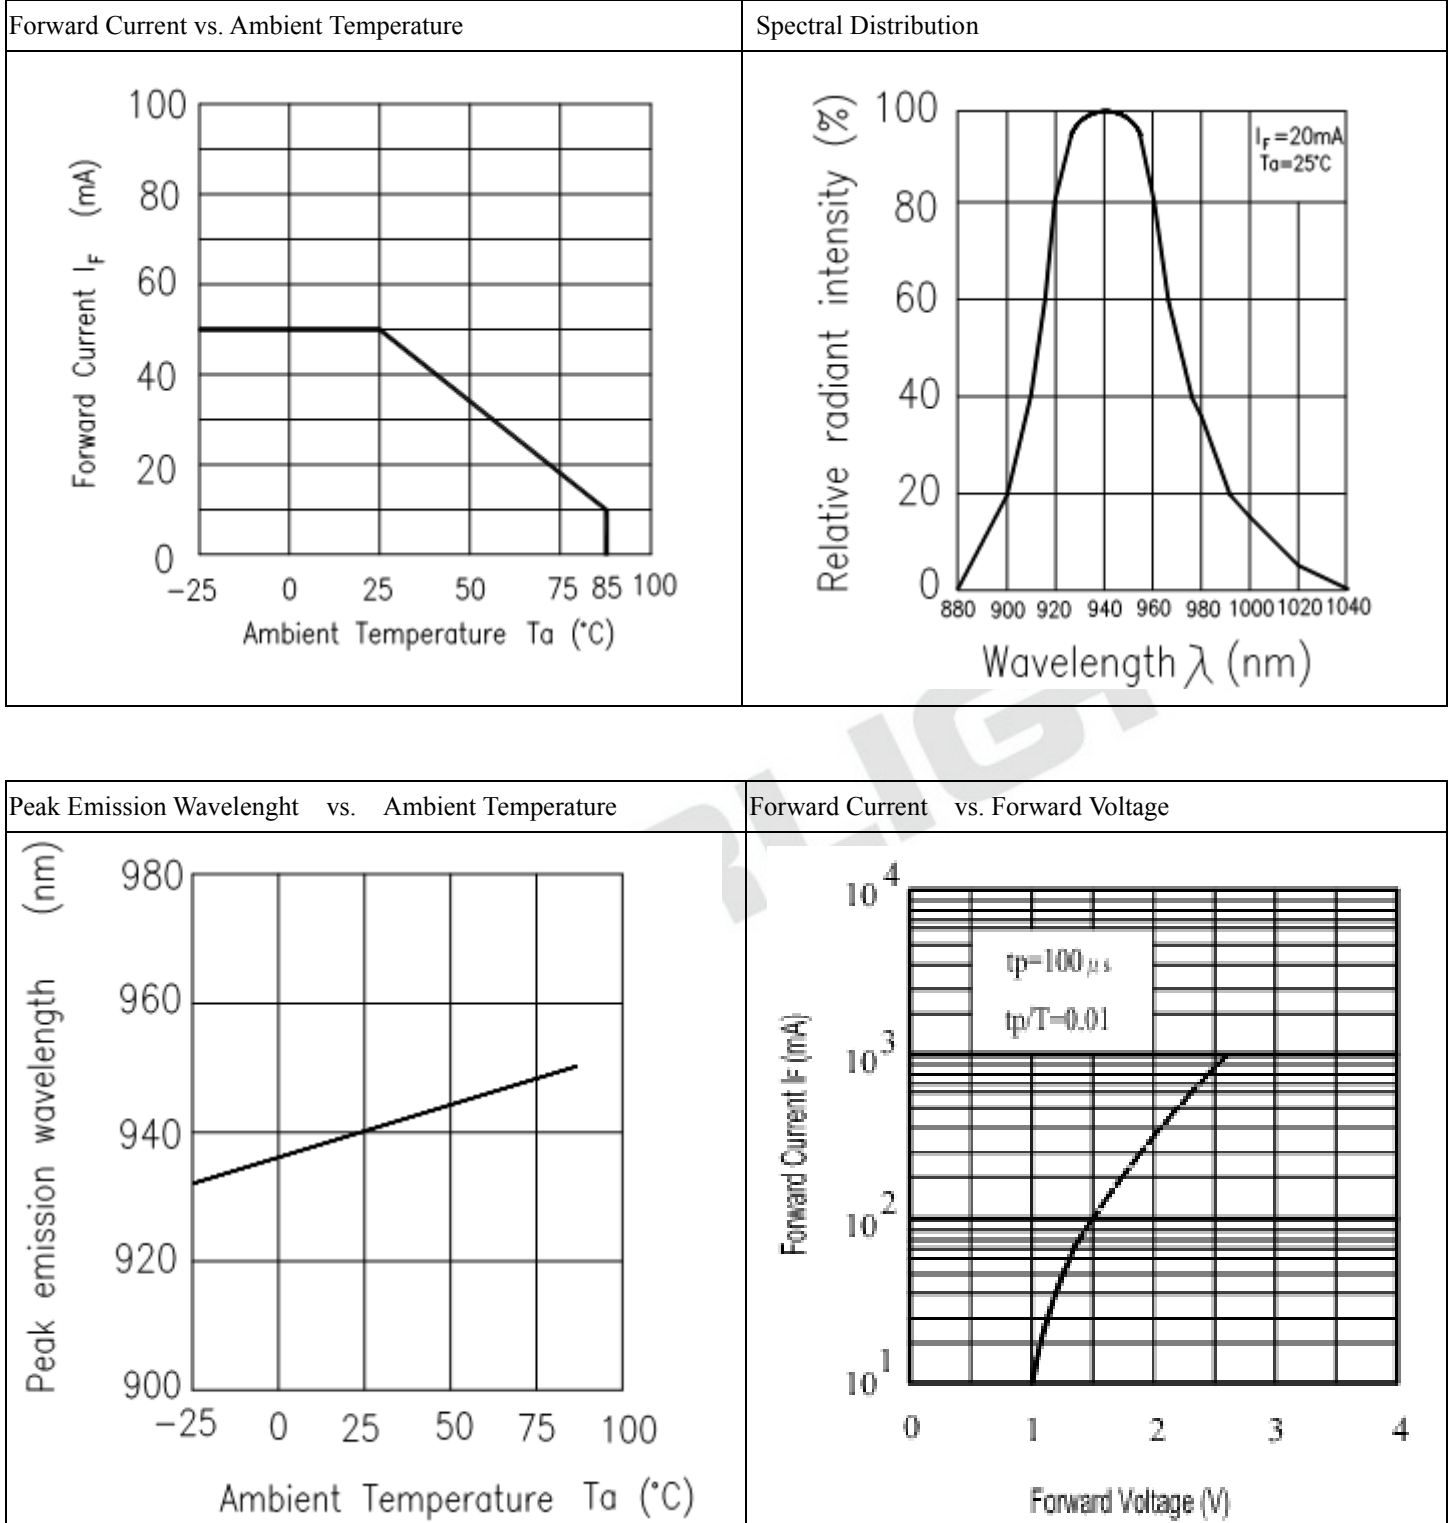 Forward Current vs. Ambient Temperature
Spectral Distribution
Forward Current I_F (mA)
100
80
60
40
20
0
−25 0 25 50 75 85 100
Ambient Temperature Ta (°C)
Relative radiant intensity (%)
100
80
60
40
20
0
I_F=20mA
Ta=25°C
880 900 920 940 960 980 1000 1020 1040
Wavelength λ (nm)
Peak Emission Wavelenght vs. Ambient Temperature
Forward Current vs. Forward Voltage
Peak emission wavelength (nm)
980
960
940
920
900
−25 0 25 50 75 100
Ambient Temperature Ta (°C)
Forward Current IF (mA)
10^4
10^3
10^2
10^1
tp=100μs
tp/T=0.01
0 1 2 3 4
Forward Voltage (V)